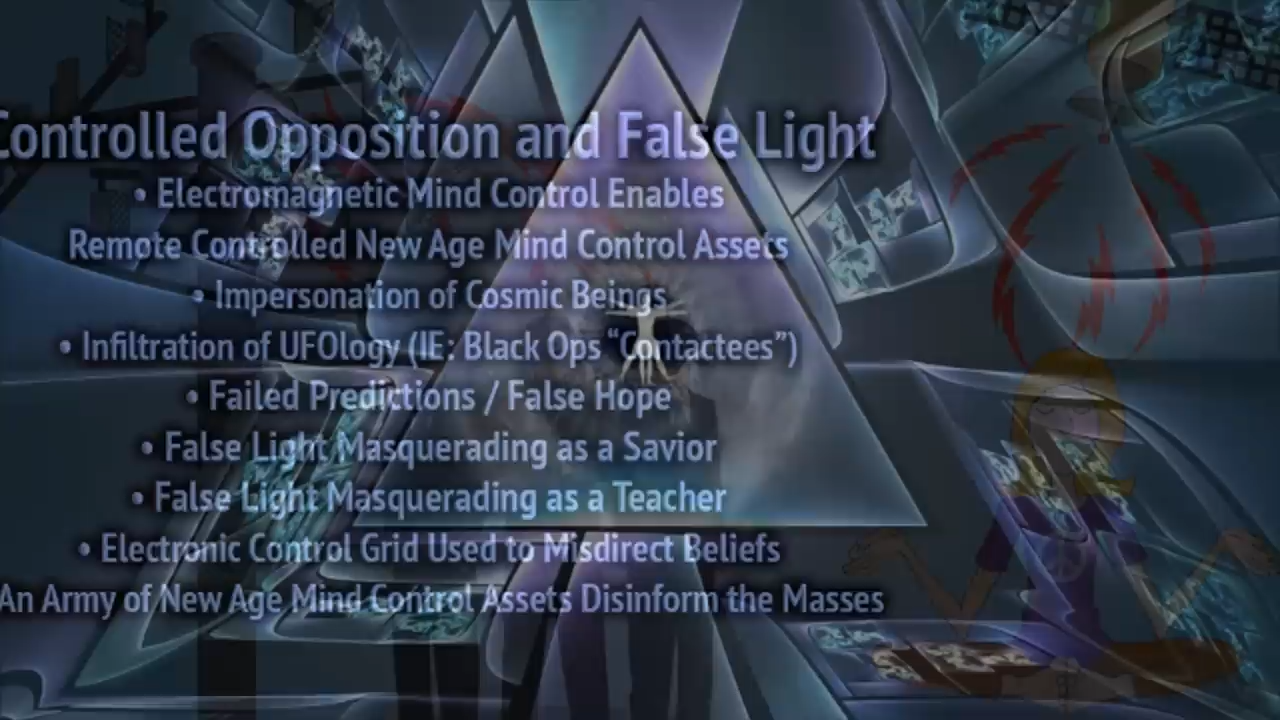 Controlled Opposition and False Light
• Electromagnetic Mind Control Enables
Remote Controlled New Age Mind Control Assets
• Impersonation of Cosmic Beings
• Infiltration of UFOlogy (IE: Black Ops “Contactees”)
• Failed Predictions / False Hope
• False Light Masquerading as a Savior
• False Light Masquerading as a Teacher
• Electronic Control Grid Used to Misdirect Beliefs
An Army of New Age Mind Control Assets Disinform the Masses